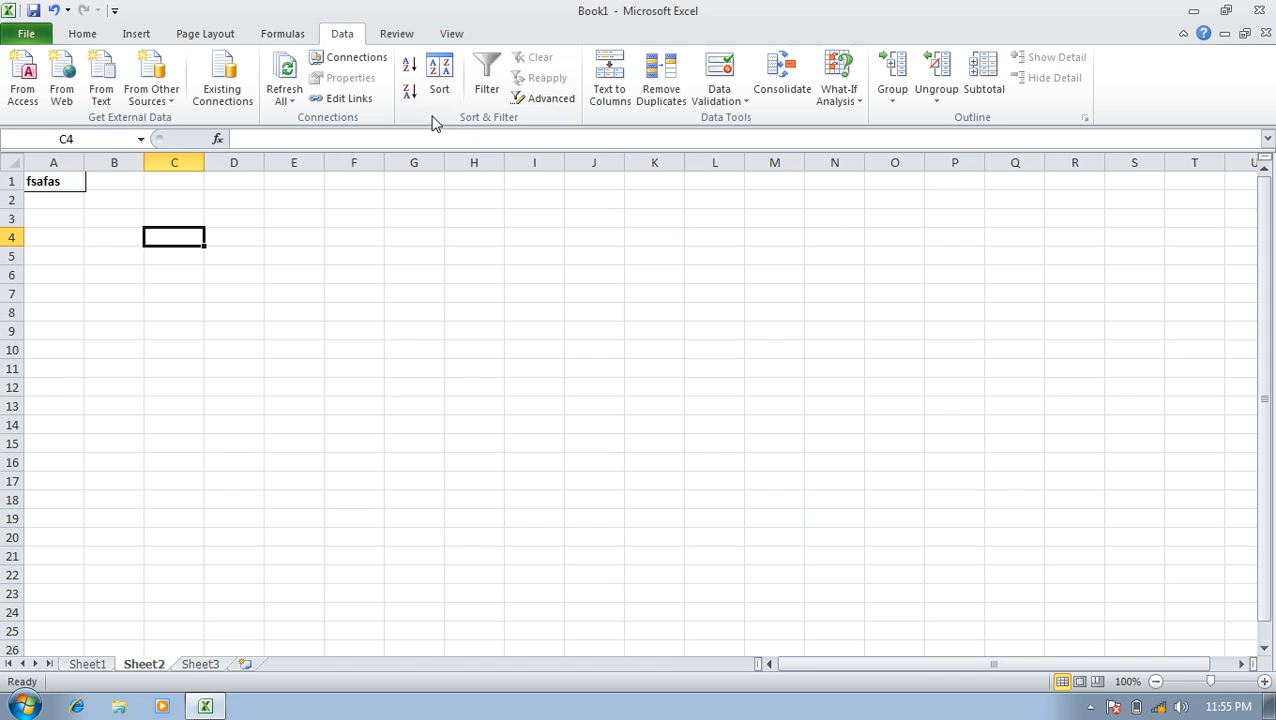 Book1 - Microsoft Excel
File Home Insert Page Layout Formulas Data Review View
From Access
From Web
From Text
From Other Sources
Existing Connections
Get External Data
Refresh All
Connections
Properties
Edit Links
Connections
Sort
Filter
Clear
Reapply
Advanced
Sort & Filter
Text to Columns
Remove Duplicates
Data Validation
Consolidate
What-If Analysis
Data Tools
Group
Ungroup
Subtotal
Show Detail
Hide Detail
Outline
C4 fx
A B C D E F G H I J K L M N O P Q R S T U
1 fsafas
2
3
4
5
6
7
8
9
10
11
12
13
14
15
16
17
18
19
20
21
22
23
24
25
26
Sheet1 Sheet2 Sheet3
Ready 100%
11:55 PM